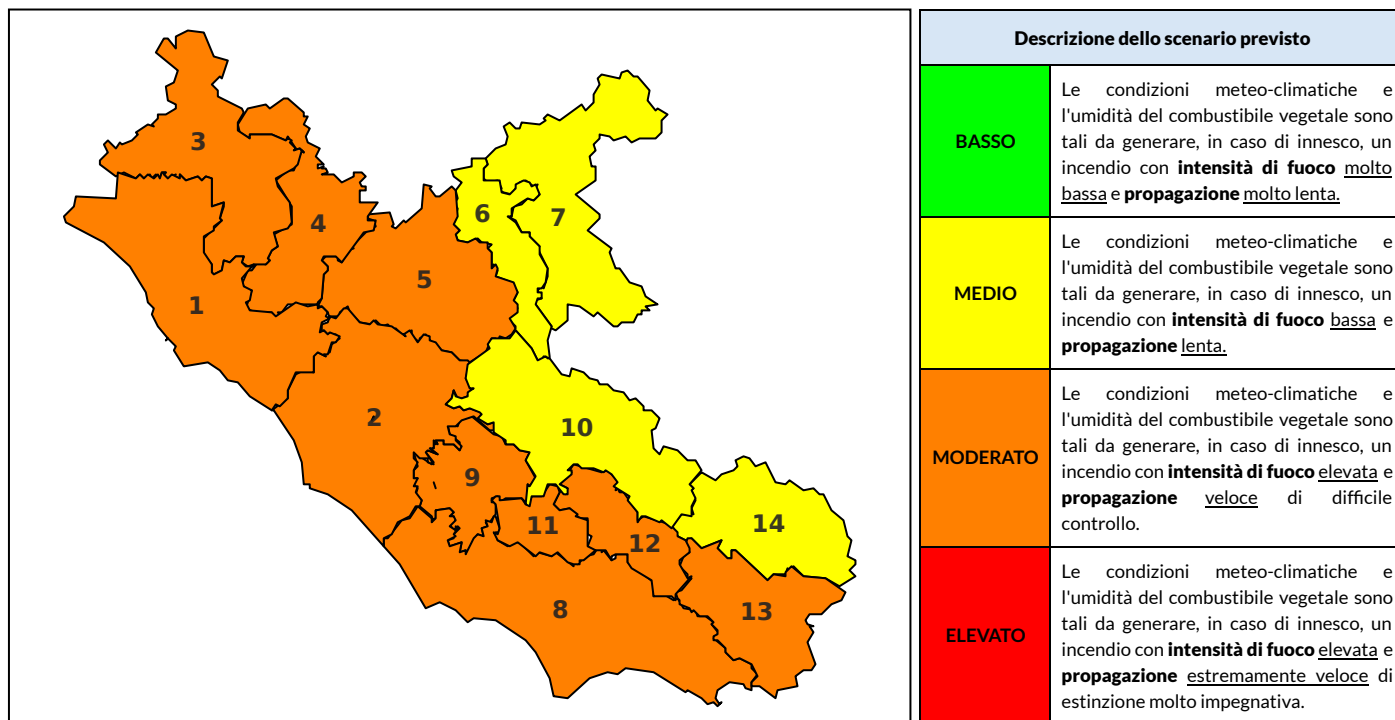 3
4
6
7
5
1
2
10
9
11
12
14
8
13
Descrizione dello scenario previsto
BASSO
Le condizioni meteo-climatiche e
l'umidità del combustibile vegetale sono
tali da generare, in caso di innesco, un
incendio con intensità di fuoco molto
bassa e propagazione molto lenta.
MEDIO
Le condizioni meteo-climatiche e
l'umidità del combustibile vegetale sono
tali da generare, in caso di innesco, un
incendio con intensità di fuoco bassa e
propagazione lenta.
MODERATO
Le condizioni meteo-climatiche e
l'umidità del combustibile vegetale sono
tali da generare, in caso di innesco, un
incendio con intensità di fuoco elevata e
propagazione veloce di difficile
controllo.
ELEVATO
Le condizioni meteo-climatiche e
l'umidità del combustibile vegetale sono
tali da generare, in caso di innesco, un
incendio con intensità di fuoco elevata e
propagazione estremamente veloce di
estinzione molto impegnativa.